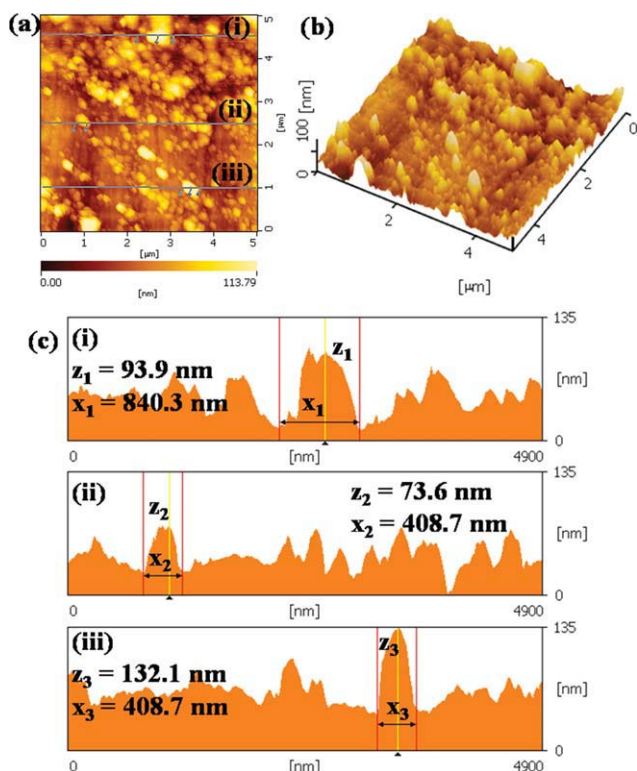 (a)
(i)
(ii)
(iii)
5
4
3
2
1
0
[µm]
0 1 2 3 4 5
[µm]
0.00 113.79
[nm]
(b)
100
0
[nm]
0
2
4
2
4
[µm]
(c)
(i)
z1 = 93.9 nm
x1 = 840.3 nm
z1
x1
135
[nm]
0
0 [nm] 4900
(ii)
z2
x2
z2 = 73.6 nm
x2 = 408.7 nm
135
[nm]
0
0 [nm] 4900
(iii)
z3 = 132.1 nm
x3 = 408.7 nm
z3
x3
135
[nm]
0
0 [nm] 4900